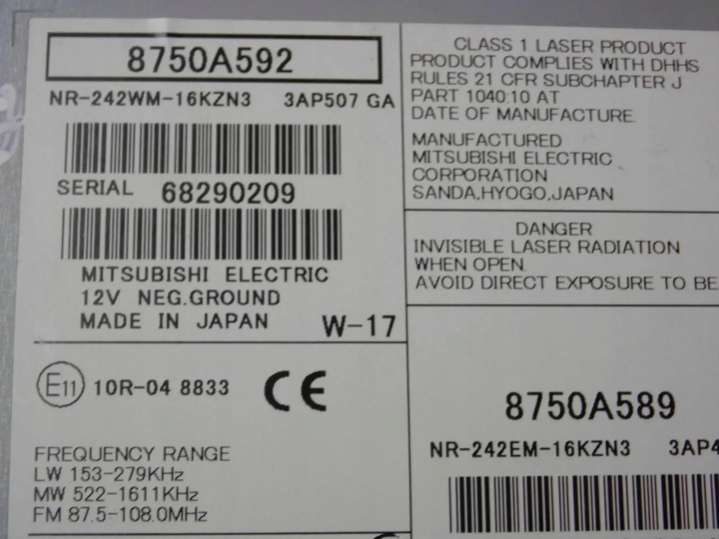 8750A592
NR-242WM-16KZN3 3AP507 GA
SERIAL 68290209
MITSUBISHI ELECTRIC
12V NEG.GROUND
MADE IN JAPAN W-17
E11 10R-04 8833 CE
FREQUENCY RANGE
LW 153-279KHz
MW 522-1611KHz
FM 87.5-108.0MHz
CLASS 1 LASER PRODUCT
PRODUCT COMPLIES WITH DHHS
RULES 21 CFR SUBCHAPTER J
PART 1040:10 AT
DATE OF MANUFACTURE
MANUFACTURED
MITSUBISHI ELECTRIC
CORPORATION
SANDA,HYOGO,JAPAN
DANGER
INVISIBLE LASER RADIATION
WHEN OPEN
AVOID DIRECT EXPOSURE TO BE
8750A589
NR-242EM-16KZN3 3AP4